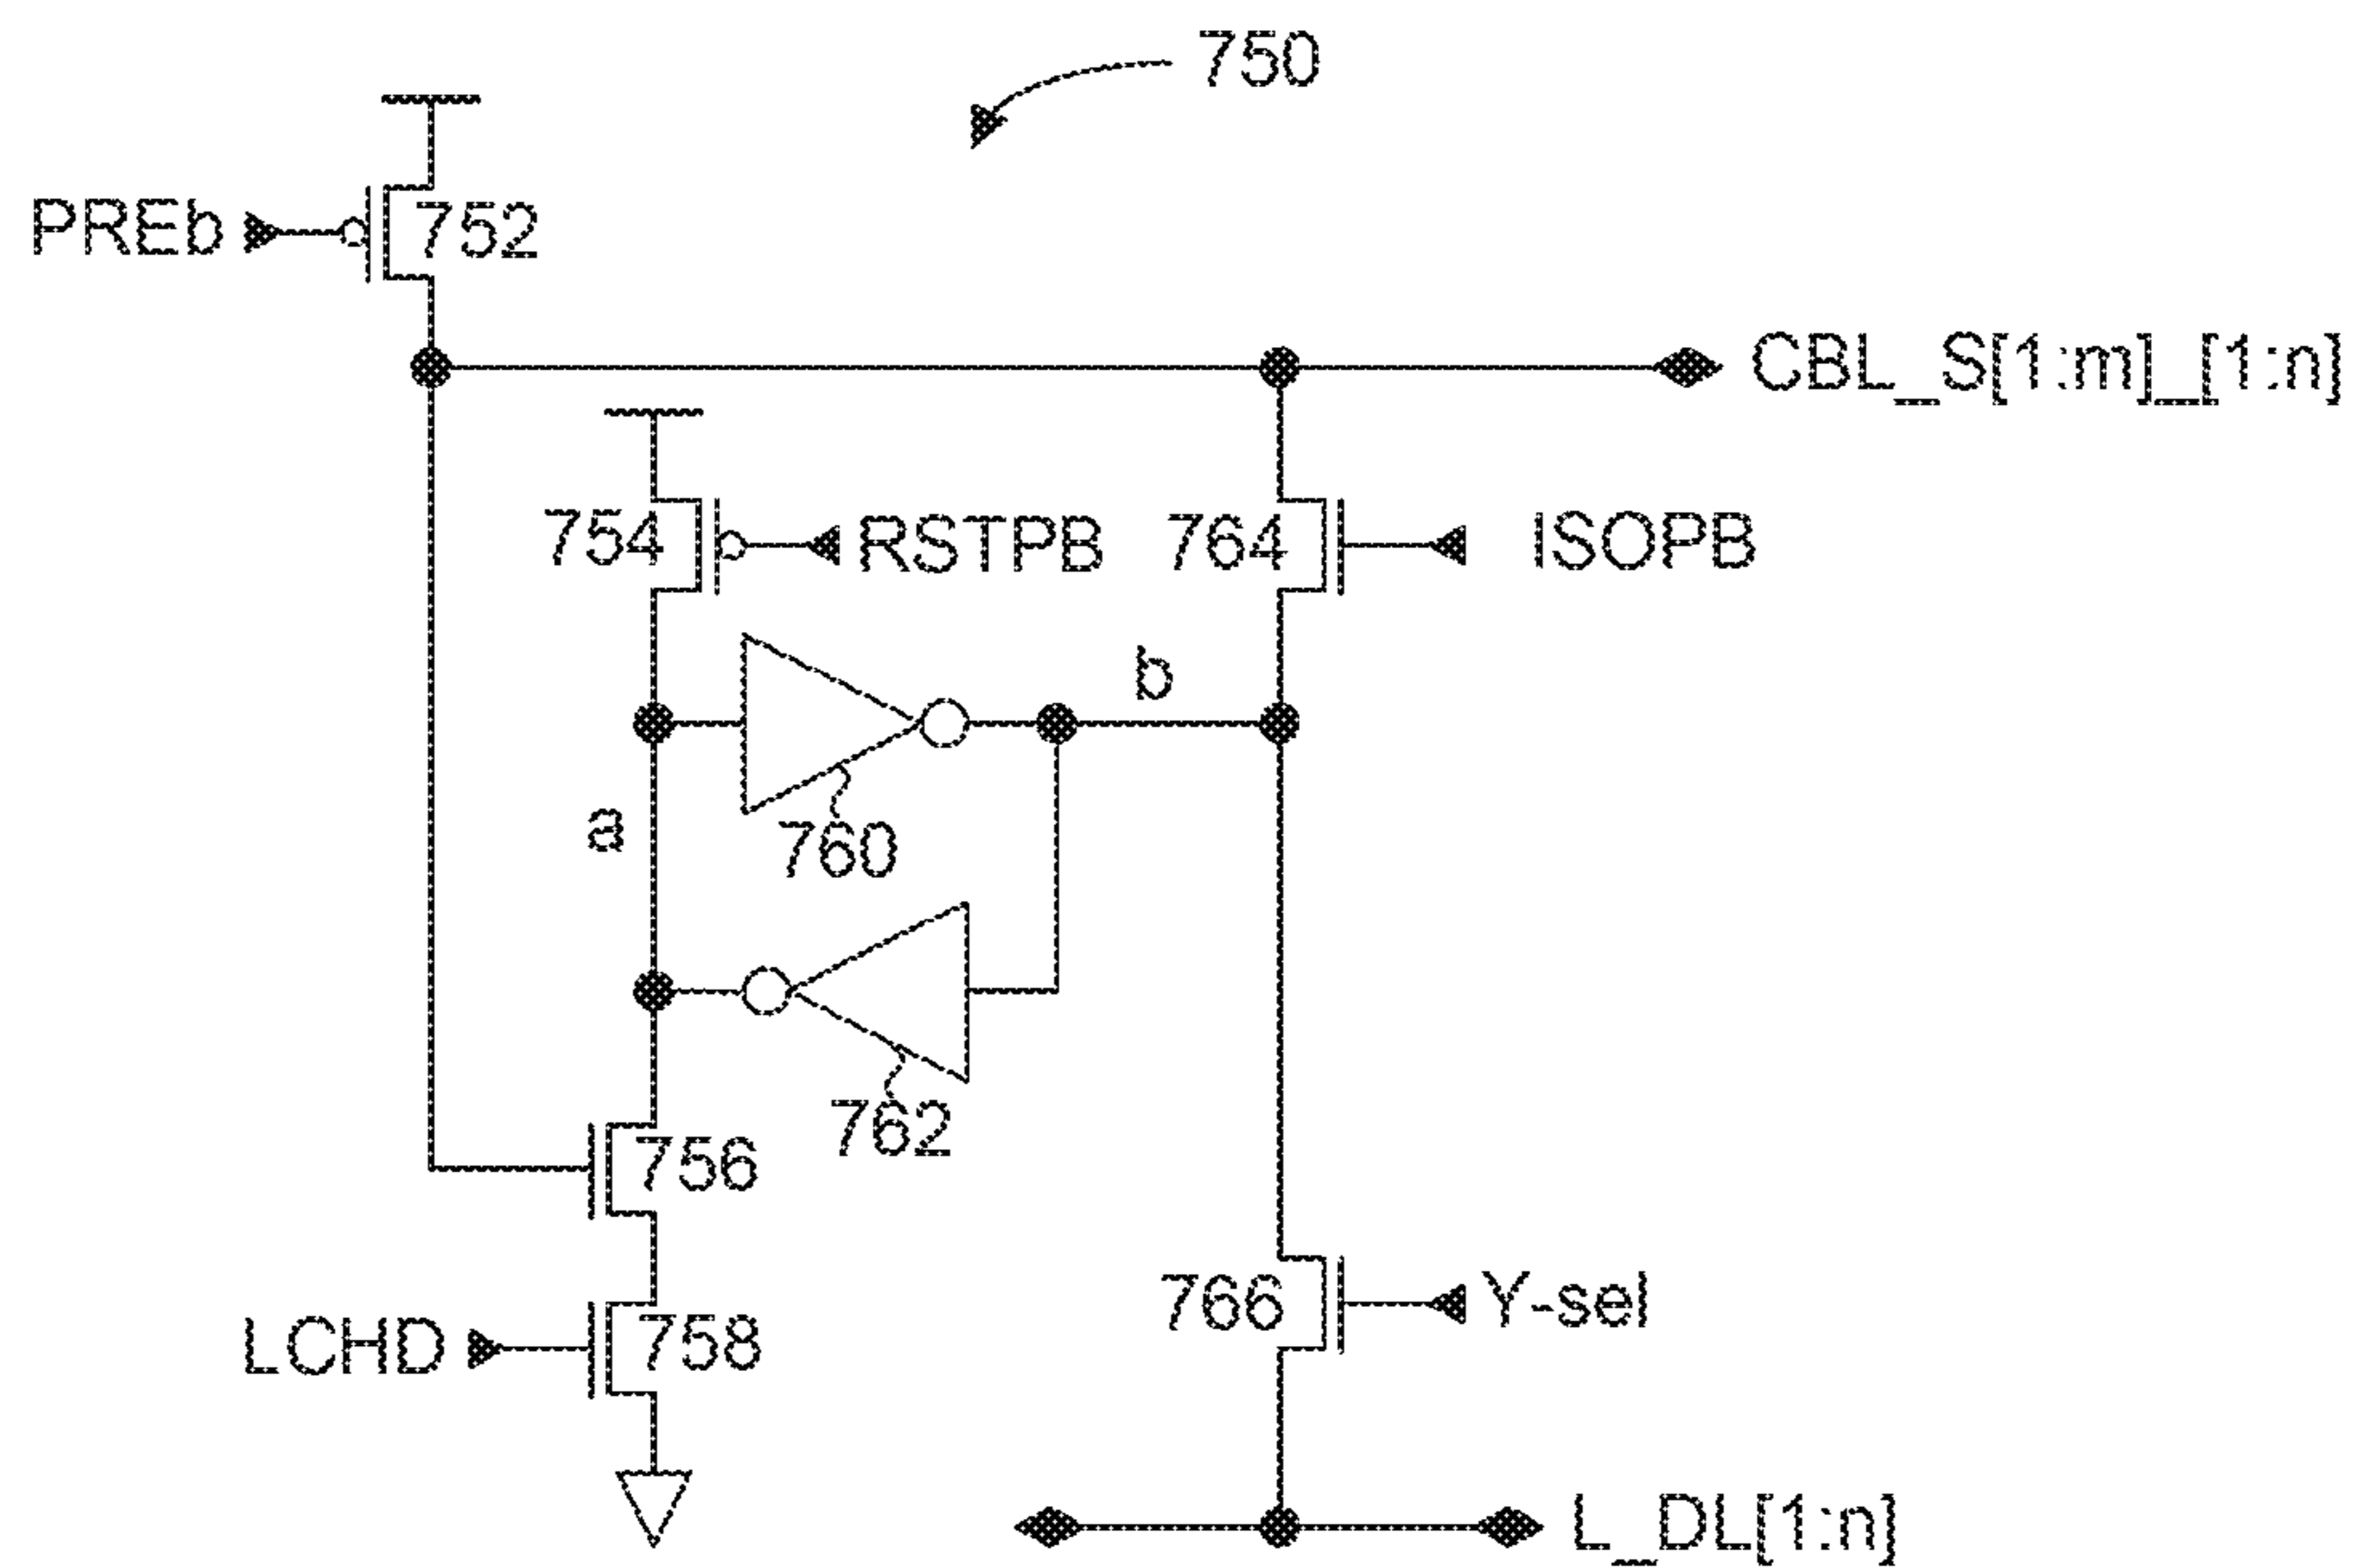 750
PREb
752
CBL_S[1:m]_[1:n]
754
RSTPB
764
ISOPB
b
a
760
762
756
766
Y-sel
LCHD
758
L_DL[1:n]